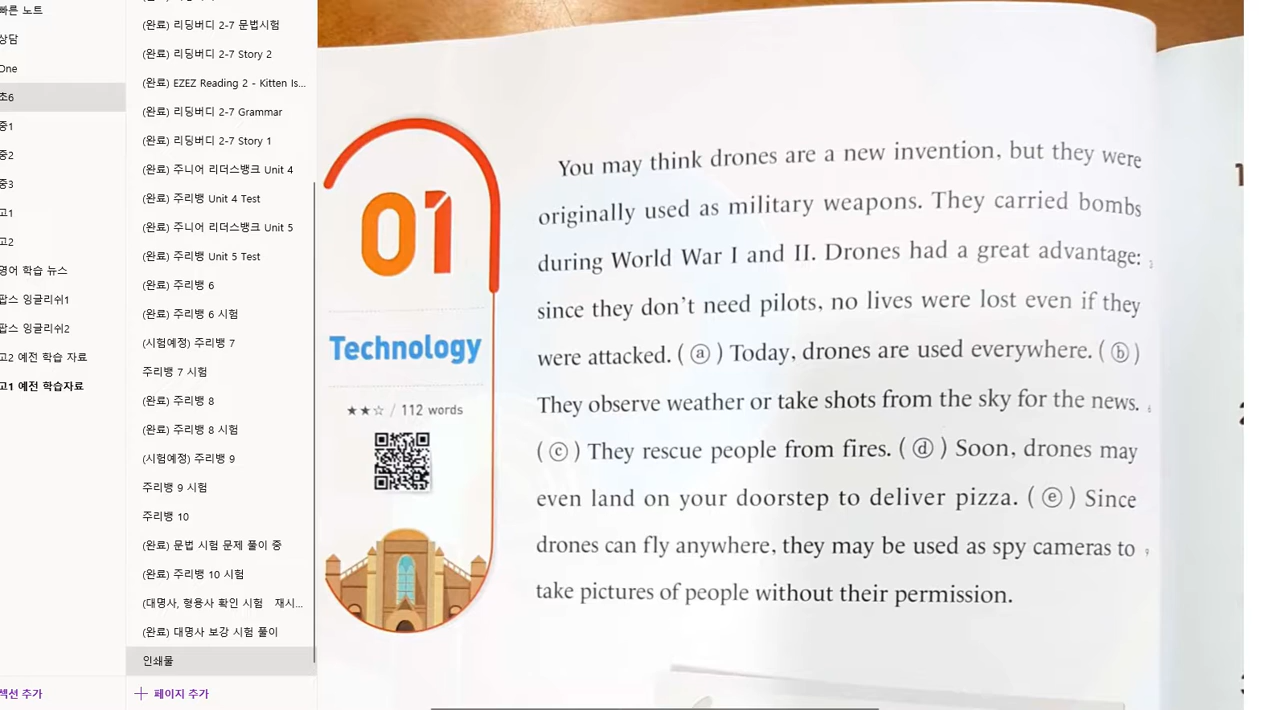 빠른 노트
상담
One
초6
중1
중2
중3
고1
고2
영어 학습 뉴스
팝스 잉글리쉬1
팝스 잉글리쉬2
고2 예전 학습 자료
고1 예전 학습자료
섹션 추가
(완료) 리딩버디 2-7 문법시험
(완료) 리딩버디 2-7 Story 2
(완료) EZEZ Reading 2 - Kitten Is...
(완료) 리딩버디 2-7 Grammar
(완료) 리딩버디 2-7 Story 1
(완료) 주니어 리더스뱅크 Unit 4
(완료) 주리뱅 Unit 4 Test
(완료) 주니어 리더스뱅크 Unit 5
(완료) 주리뱅 Unit 5 Test
(완료) 주리뱅 6
(완료) 주리뱅 6 시험
(시험예정) 주리뱅 7
주리뱅 7 시험
(완료) 주리뱅 8
(완료) 주리뱅 8 시험
(시험예정) 주리뱅 9
주리뱅 9 시험
주리뱅 10
(완료) 문법 시험 문제 풀이 중
(완료) 주리뱅 10 시험
(대명사, 형용사 확인 시험 재시...
(완료) 대명사 보강 시험 풀이
인쇄물
페이지 추가
01
Technology
★★☆ / 112 words
You may think drones are a new invention, but they were
originally used as military weapons. They carried bombs
during World War I and II. Drones had a great advantage:
since they don't need pilots, no lives were lost even if they
were attacked. ( ⓐ ) Today, drones are used everywhere. ( ⓑ )
They observe weather or take shots from the sky for the news.
( ⓒ ) They rescue people from fires. ( ⓓ ) Soon, drones may
even land on your doorstep to deliver pizza. ( ⓔ ) Since
drones can fly anywhere, they may be used as spy cameras to
take pictures of people without their permission.